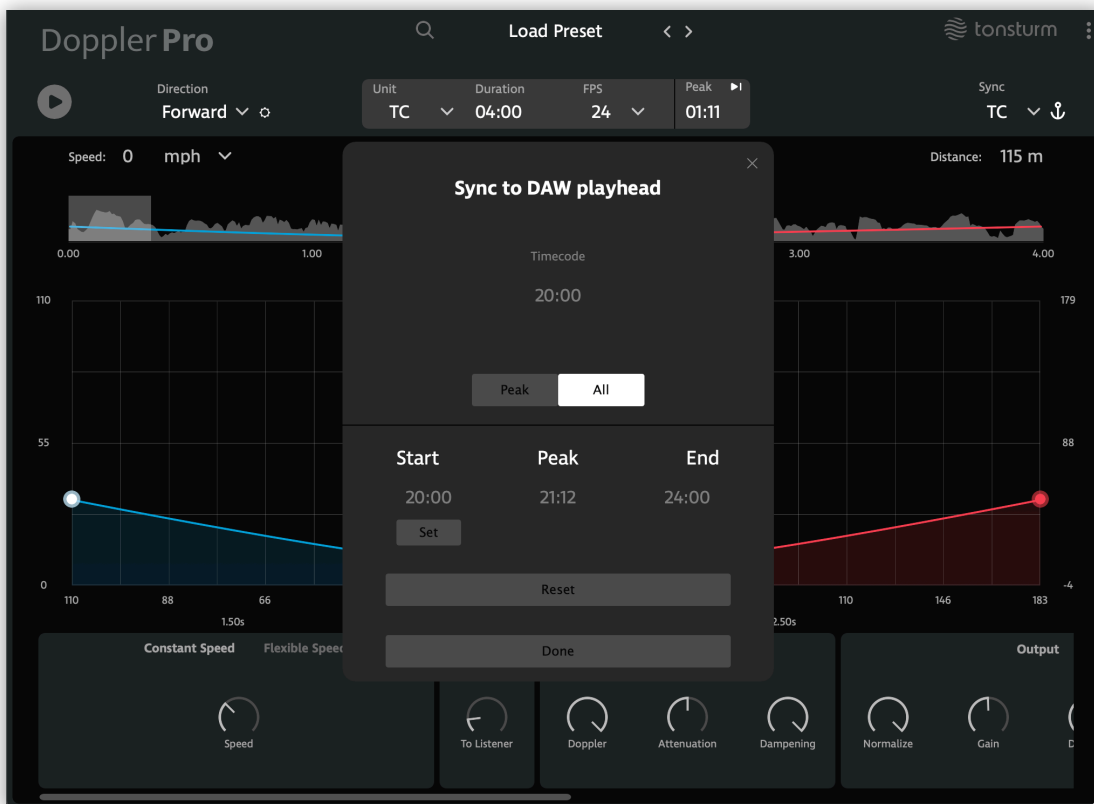 Doppler Pro
Load Preset
tonsturm
Direction
Forward
Unit
TC
Duration
04:00
FPS
24
Peak
01:11
Sync
TC
Speed: 0 mph
Distance: 115 m
0.00
1.00
3.00
4.00
Sync to DAW playhead
Timecode
20:00
Peak
All
Start Peak End
20:00 21:12 24:00
Set
Reset
Done
110
55
0
179
88
-4
110 88 66
110 146 183
1.50s
2.50s
Constant Speed
Flexible Speed
Output
Speed
To Listener
Doppler
Attenuation
Dampening
Normalize
Gain